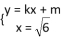 {y = kx + m
x = √6